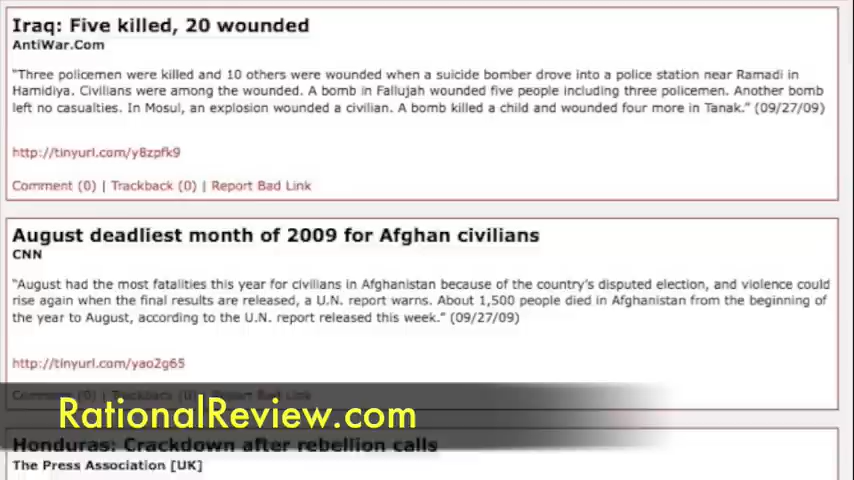 Iraq: Five killed, 20 wounded
AntiWar.Com
"Three policemen were killed and 10 others were wounded when a suicide bomber drove into a police station near Ramadi in
Hamidiya. Civilians were among the wounded. A bomb in Fallujah wounded five people including three policemen. Another bomb
left no casualties. In Mosul, an explosion wounded a civilian. A bomb killed a child and wounded four more in Tanak." (09/27/09)
http://tinyurl.com/y8zpfk9
Comment (0) | Trackback (0) | Report Bad Link
August deadliest month of 2009 for Afghan civilians
CNN
"August had the most fatalities this year for civilians in Afghanistan because of the country's disputed election, and violence could
rise again when the final results are released, a U.N. report warns. About 1,500 people died in Afghanistan from the beginning of
the year to August, according to the U.N. report released this week." (09/27/09)
http://tinyurl.com/yao2g65
Comment (0) | Trackback (0) | Report Bad Link
RationalReview.com
Honduras: Crackdown after rebellion calls
The Press Association [UK]